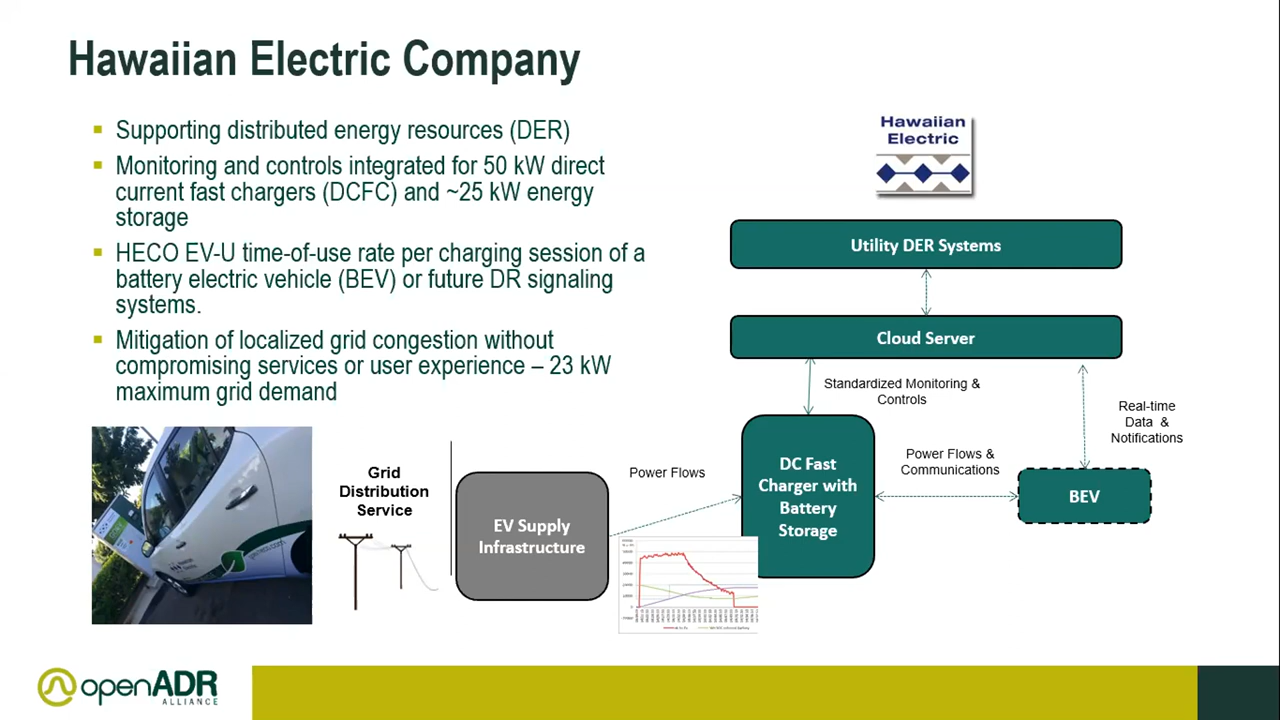 Hawaiian Electric Company
Supporting distributed energy resources (DER)
Monitoring and controls integrated for 50 kW direct
current fast chargers (DCFC) and ~25 kW energy
storage
HECO EV-U time-of-use rate per charging session of a
battery electric vehicle (BEV) or future DR signaling
systems.
Mitigation of localized grid congestion without
compromising services or user experience – 23 kW
maximum grid demand
Hawaiian
Electric
Utility DER Systems
Cloud Server
Standardized Monitoring &
Controls
Real-time
Data &
Notifications
DC Fast
Charger with
Battery
Storage
Power Flows &
Communications
BEV
Power Flows
EV Supply
Infrastructure
Grid
Distribution
Service
openADR
ALLIANCE